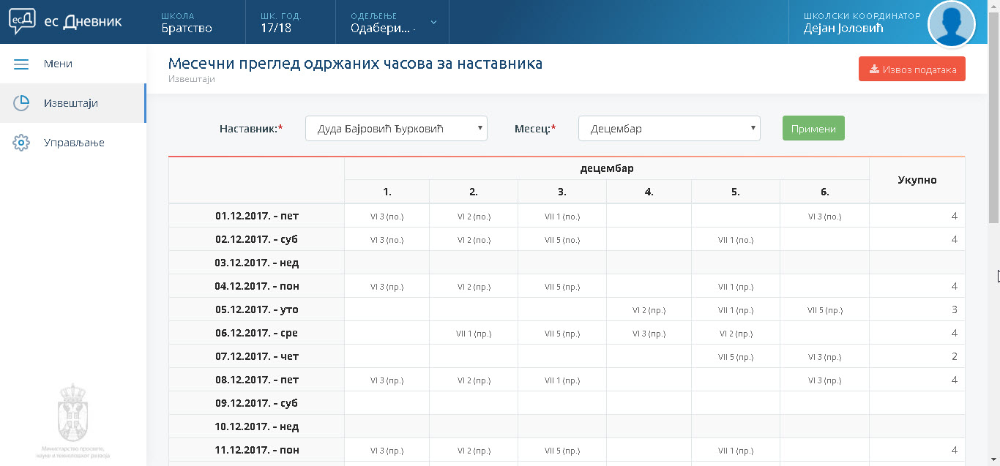 есД ес Дневник
ШКОЛА
Братство
ШК. ГОД.
17/18
ОДЕЉЕЊЕ
Одабери... .
ШКОЛСКИ КООРДИНАТОР
Дејан Јоловић
Мени
Извештаји
Управљање
Министарство просвете,
науке и технолошког развоја
Месечни преглед одржаних часова за наставника
Извештаји
Извоз података
Наставник:* Дуда Бајровић Ђурковић Месец:* Децембар Примени
децембар Укупно
1. 2. 3. 4. 5. 6.
01.12.2017. - пет VI 3 (по.) VI 2 (по.) VII 1 (по.) VI 3 (по.) 4
02.12.2017. - суб VI 3 (по.) VI 2 (по.) VII 5 (по.) VII 1 (по.) 4
03.12.2017. - нед
04.12.2017. - пон VI 3 (пр.) VI 2 (пр.) VII 5 (пр.) VII 1 (пр.) 4
05.12.2017. - уто VI 2 (пр.) VII 1 (пр.) VII 5 (пр.) 3
06.12.2017. - сре VII 1 (пр.) VII 5 (пр.) VI 3 (пр.) VI 2 (пр.) 4
07.12.2017. - чет VII 5 (пр.) VI 3 (пр.) 2
08.12.2017. - пет VI 3 (пр.) VI 2 (пр.) VII 1 (пр.) VI 3 (пр.) 4
09.12.2017. - суб
10.12.2017. - нед
11.12.2017. - пон VI 3 (пр.) VI 2 (пр.) VII 5 (пр.) VII 1 (пр.) 4